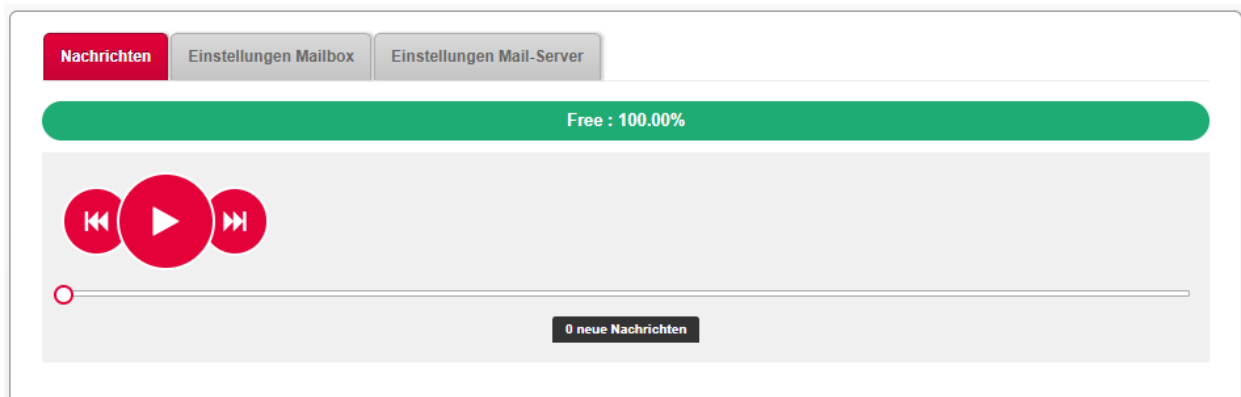 Nachrichten Einstellungen Mailbox Einstellungen Mail-Server
Free : 100.00%
0 neue Nachrichten